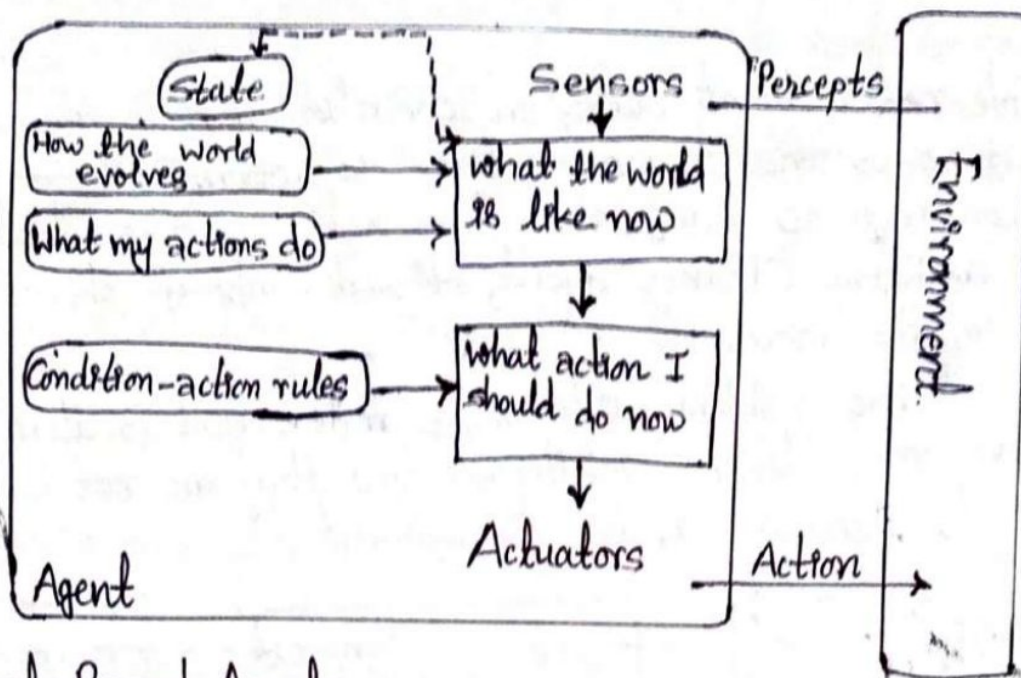 State
Sensors
Percepts
How the world
evolves
what the world
is like now
What my actions do
Environment.
Condition-action rules
what action I
should do now
Actuators
Action
Agent